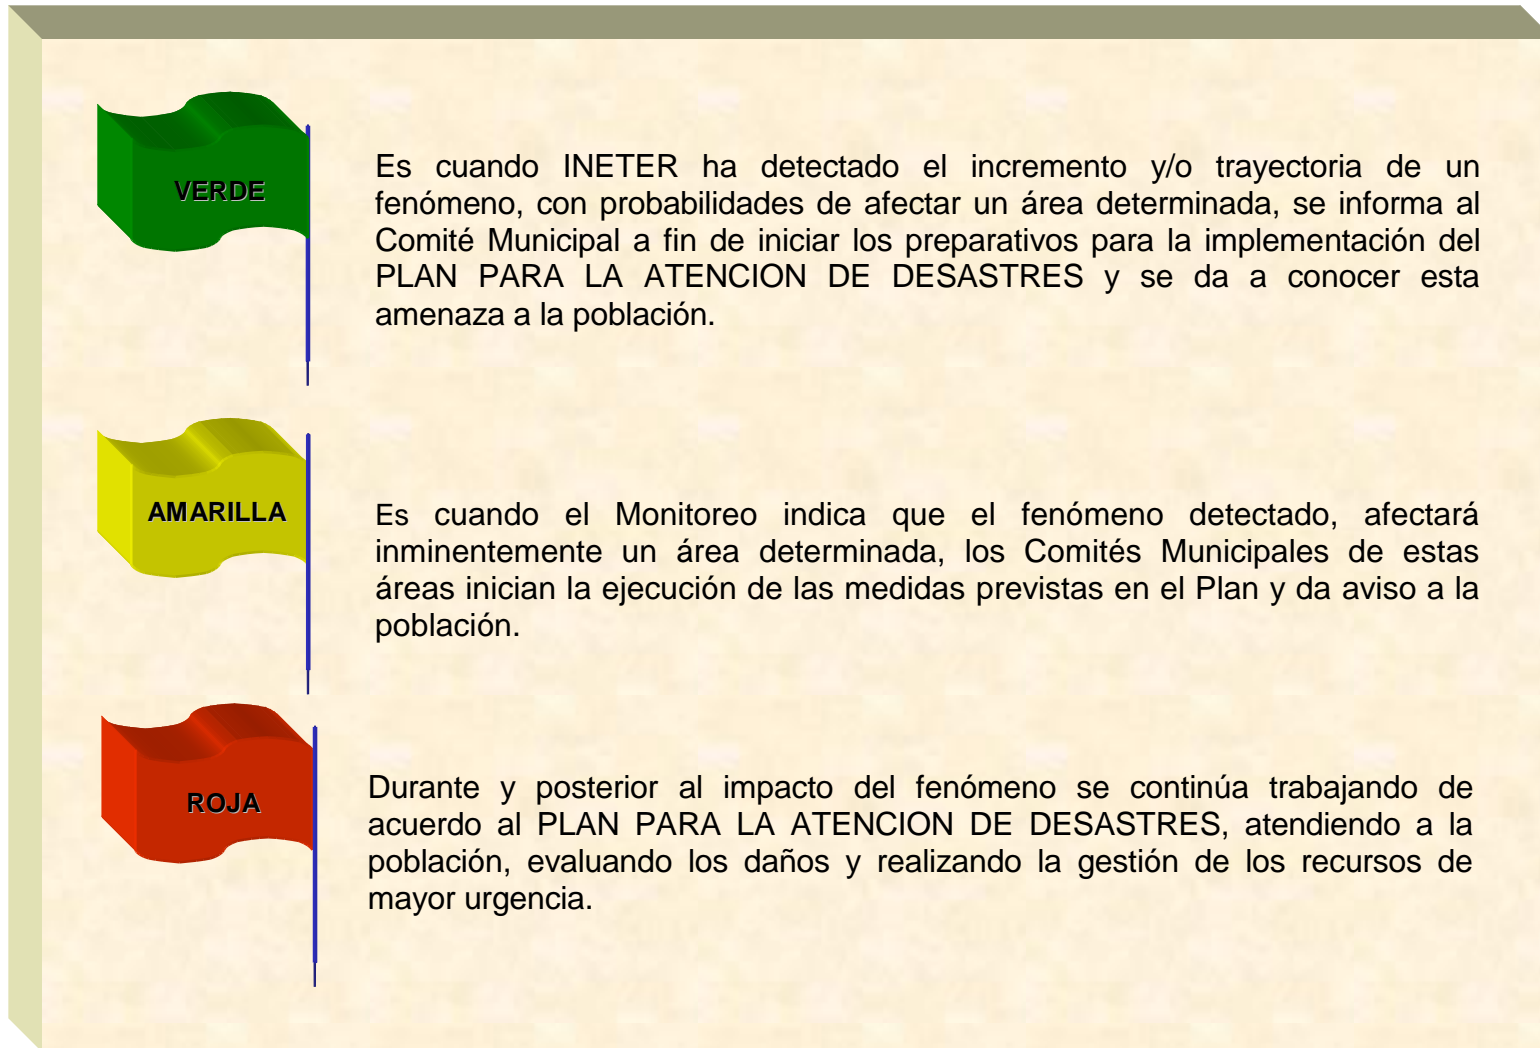 VERDE
Es cuando INETER ha detectado el incremento y/o trayectoria de un
fenómeno, con probabilidades de afectar un área determinada, se informa al
Comité Municipal a fin de iniciar los preparativos para la implementación del
PLAN PARA LA ATENCION DE DESASTRES y se da a conocer esta
amenaza a la población.
AMARILLA
Es cuando el Monitoreo indica que el fenómeno detectado, afectará
inminentemente un área determinada, los Comités Municipales de estas
áreas inician la ejecución de las medidas previstas en el Plan y da aviso a la
población.
ROJA
Durante y posterior al impacto del fenómeno se continúa trabajando de
acuerdo al PLAN PARA LA ATENCION DE DESASTRES, atendiendo a la
población, evaluando los daños y realizando la gestión de los recursos de
mayor urgencia.